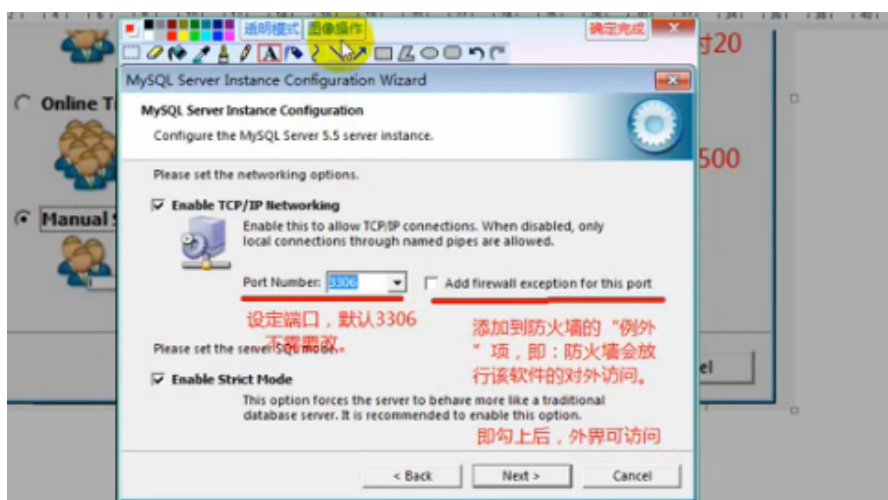 透明模式 图像操作 确定完成
付20
MySQL Server Instance Configuration Wizard
Online T
MySQL Server Instance Configuration
Configure the MySQL Server 5.5 server instance.
500
Please set the networking options.
Enable TCP/IP Networking
Manual S
Enable this to allow TCP/IP connections. When disabled, only
local connections through named pipes are allowed.
Port Number: 3306 Add firewall exception for this port
设定端口，默认3306
不需要改。
添加到防火墙的“例外
”项，即：防火墙会放
行该软件的对外访问。
Please set the server SQL mode.
el
Enable Strict Mode
This option forces the server to behave more like a traditional
database server. It is recommended to enable this option.
即勾上后，外界可访问
< Back Next > Cancel